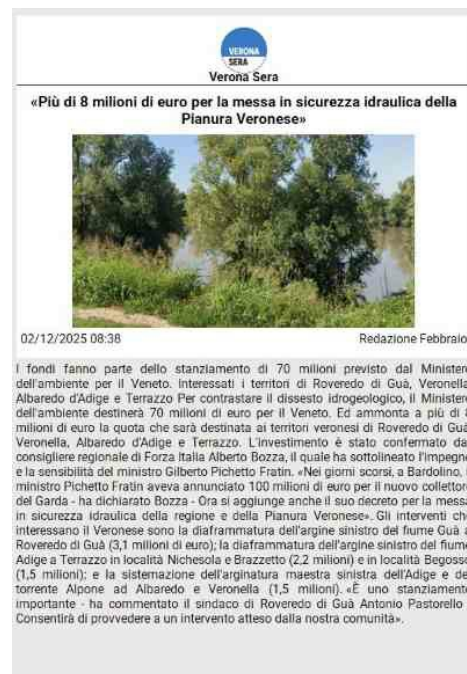 VERONA
SERA
Verona Sera
«Più di 8 milioni di euro per la messa in sicurezza idraulica della
Pianura Veronese»
02/12/2025 08:38
Redazione Febbraio
I fondi fanno parte dello stanziamento di 70 milioni previsto dal Ministero
dell'ambiente per il Veneto. Interessati i territori di Roveredo di Guà, Veronella,
Albaredo d'Adige e Terrazzo Per contrastare il dissesto idrogeologico, il Ministero
dell'ambiente destinerà 70 milioni di euro per il Veneto. Ed ammonta a più di 8
milioni di euro la quota che sarà destinata ai territori veronesi di Roveredo di Guà,
Veronella, Albaredo d'Adige e Terrazzo. L'investimento è stato confermato dal
consigliere regionale di Forza Italia Alberto Bozza, il quale ha sottolineato l'impegno
e la sensibilità del ministro Gilberto Pichetto Fratin. «Nei giorni scorsi, a Bardolino, il
ministro Pichetto Fratin aveva annunciato 100 milioni di euro per il nuovo collettore
del Garda - ha dichiarato Bozza - Ora si aggiunge anche il suo decreto per la messa
in sicurezza idraulica della regione e della Pianura Veronese». Gli interventi che
interessano il Veronese sono la diaframmatura dell'argine sinistro del fiume Guà a
Roveredo di Guà (3,1 milioni di euro); la diaframmatura dell'argine sinistro del fiume
Adige a Terrazzo in località Nichesola e Brazzetto (2,2 milioni) e in località Begosso
(1,5 milioni); e la sistemazione dell'arginatura maestra sinistra dell'Adige e del
torrente Alpone ad Albaredo e Veronella (1,5 milioni). «È uno stanziamento
importante - ha commentato il sindaco di Roveredo di Guà Antonio Pastorello -
Consentirà di provvedere a un intervento atteso dalla nostra comunità».